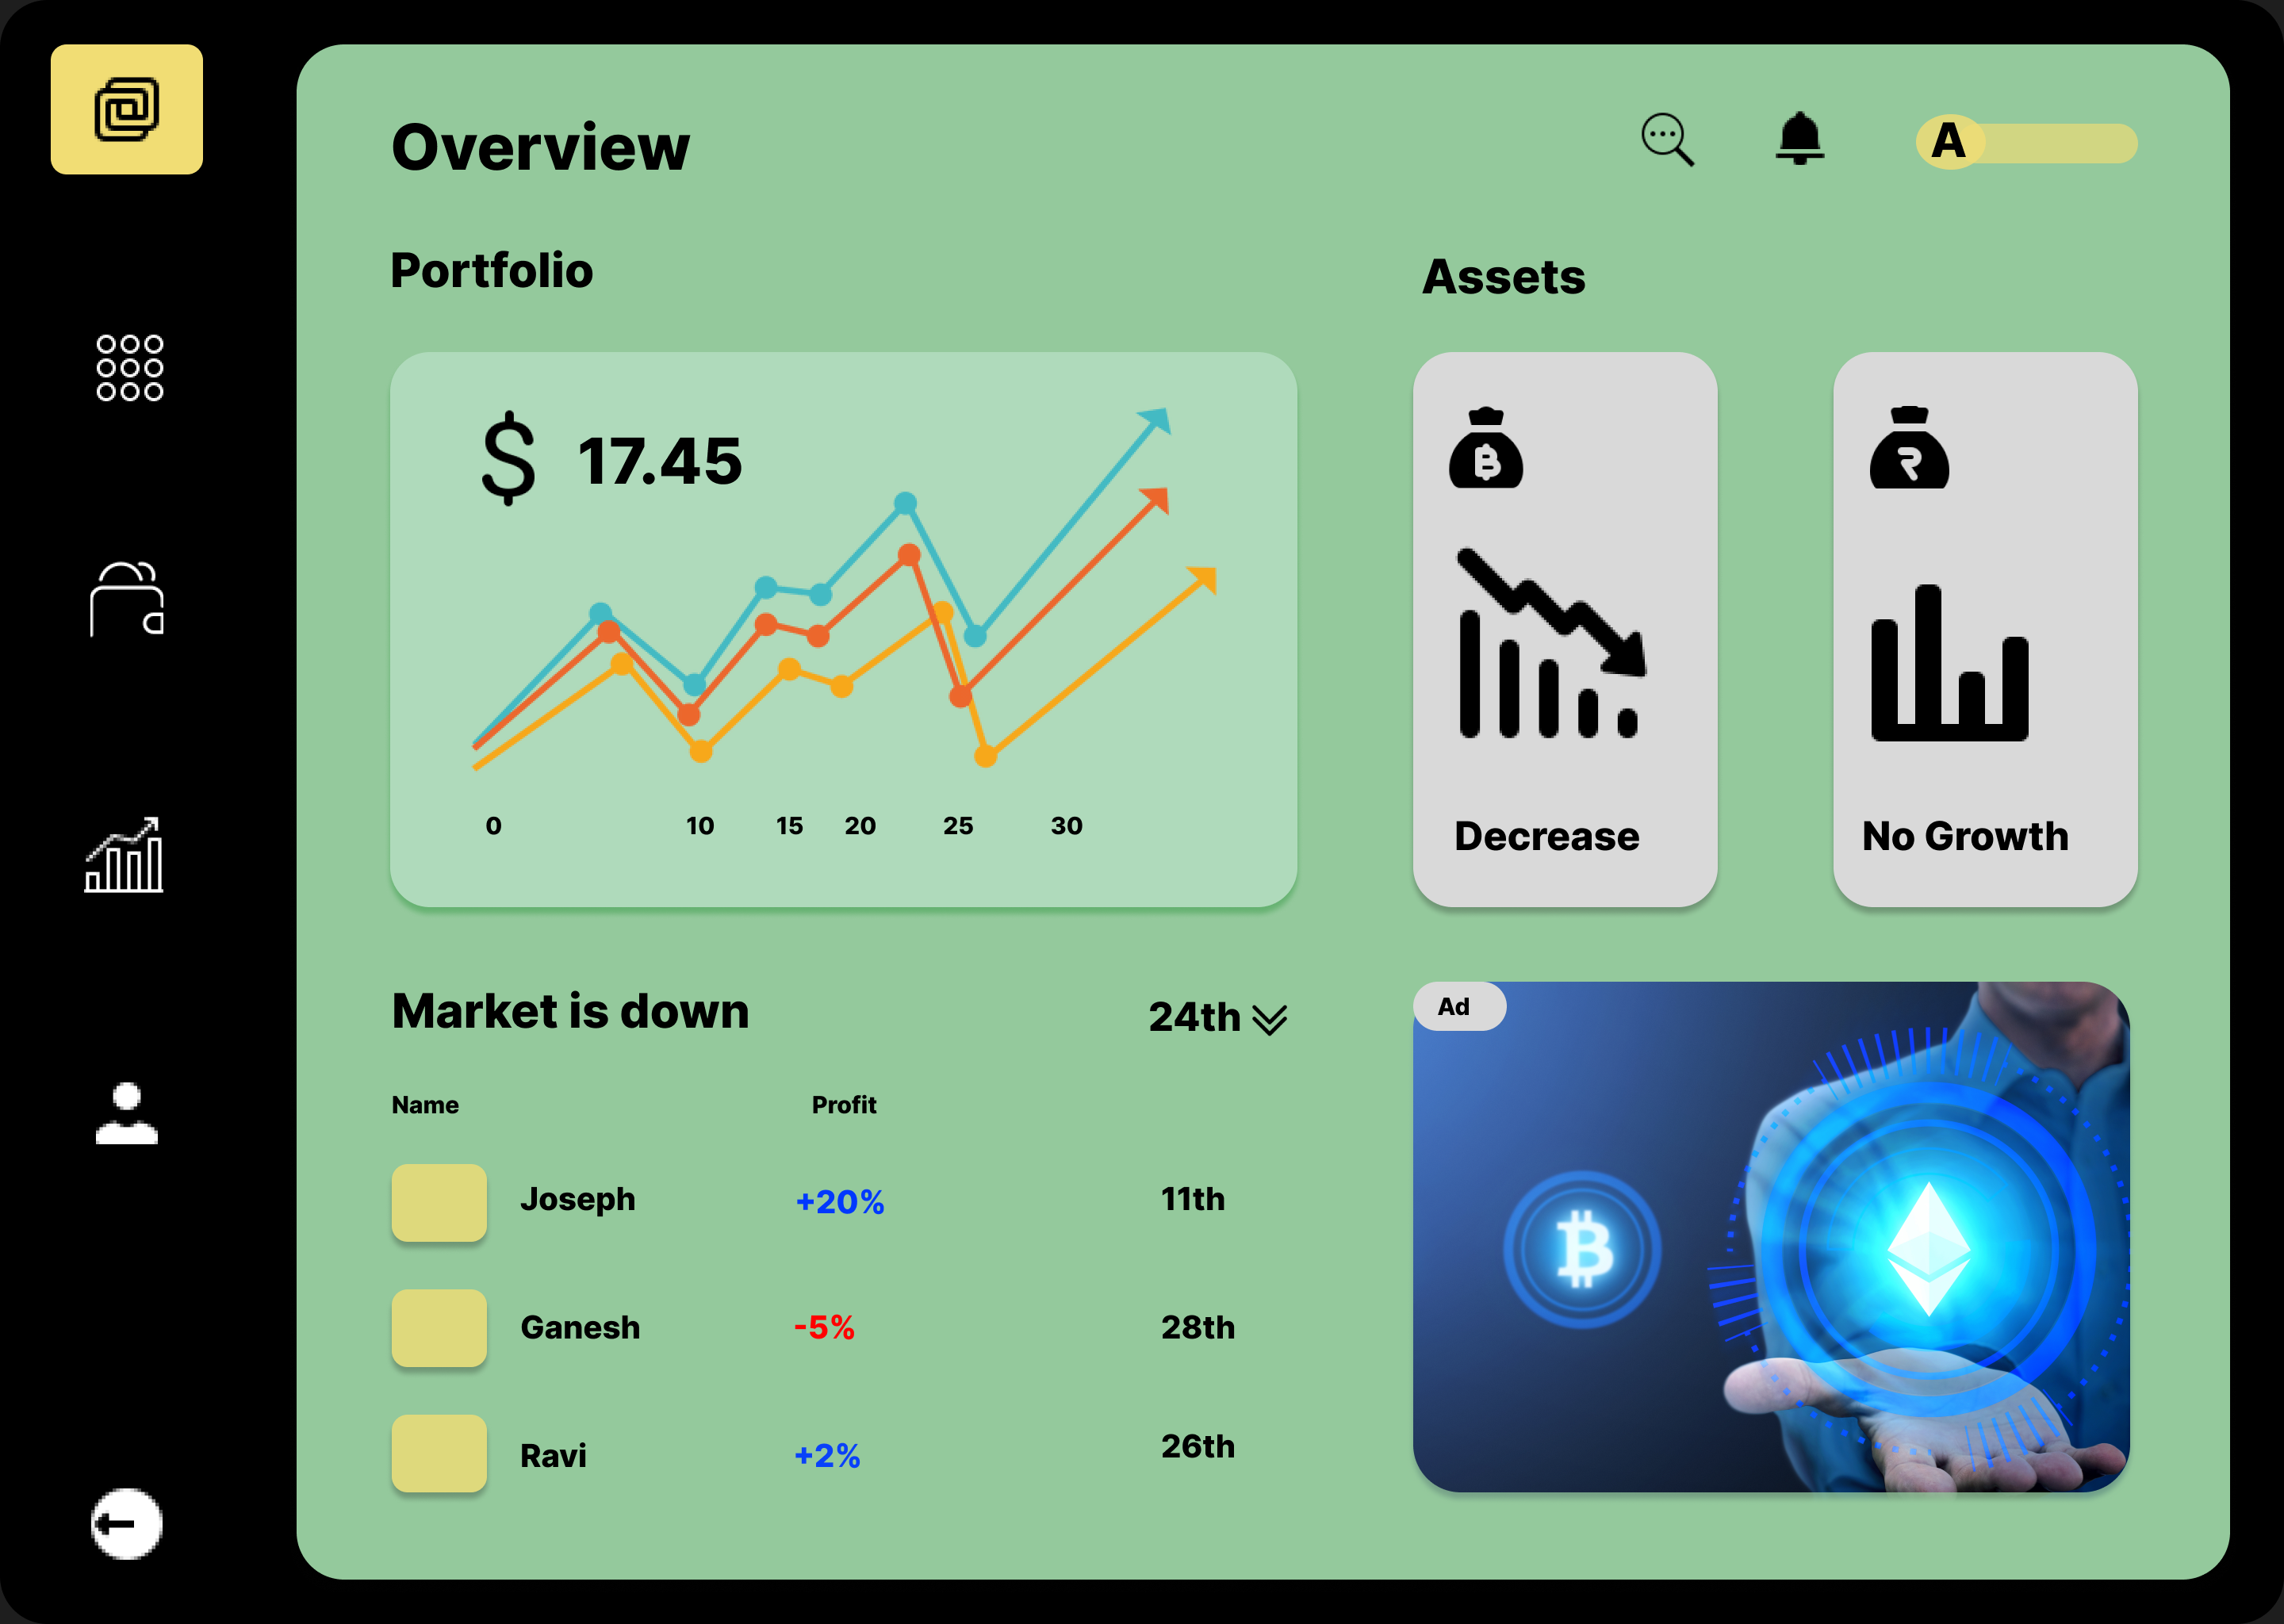 Overview
A
Portfolio
Assets
$ 17.45
0 10 15 20 25 30
Decrease
No Growth
Market is down
24th
Ad
Name Profit
Joseph +20% 11th
Ganesh -5% 28th
Ravi +2% 26th